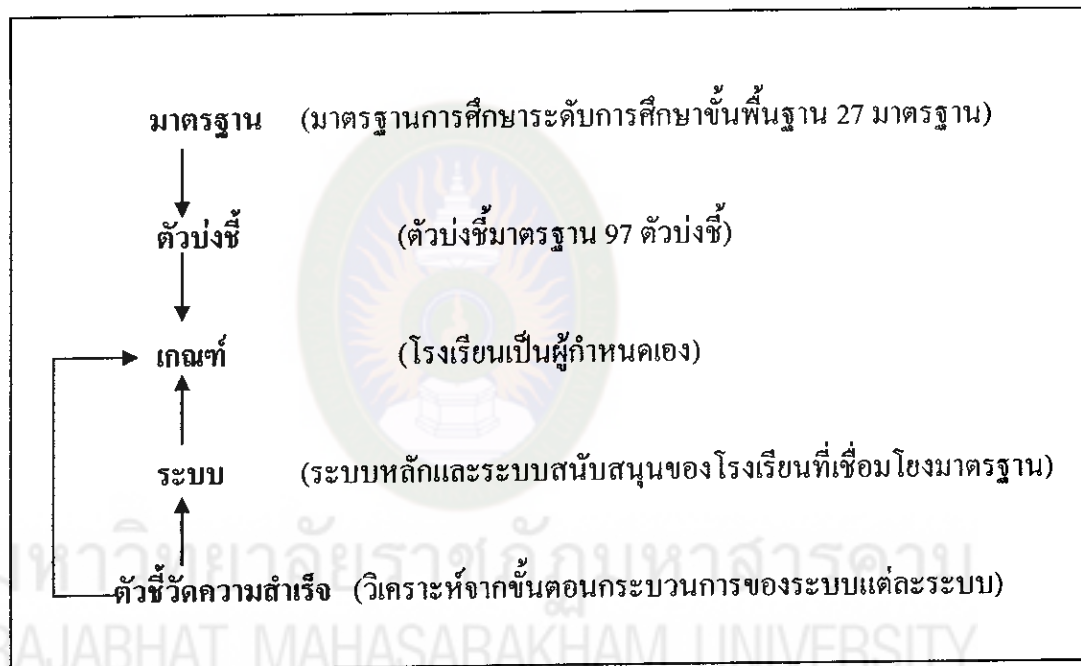 มาตรฐาน (มาตรฐานการศึกษาระดับการศึกษาขั้นพื้นฐาน 27 มาตรฐาน)
ตัวบ่งชี้ (ตัวบ่งชี้มาตรฐาน 97 ตัวบ่งชี้)
เกณฑ์ (โรงเรียนเป็นผู้กำหนดเอง)
ระบบ (ระบบหลักและระบบสนับสนุนของโรงเรียนที่เชื่อมโยงมาตรฐาน)
มหาวิทยาลัยราชภัฏมหาสารคาม
ตัวชี้วัดความสำเร็จ (วิเคราะห์จากขั้นตอนกระบวนการของระบบแต่ละระบบ)
RAJABHAT MAHASARAKHAM UNIVERSITY